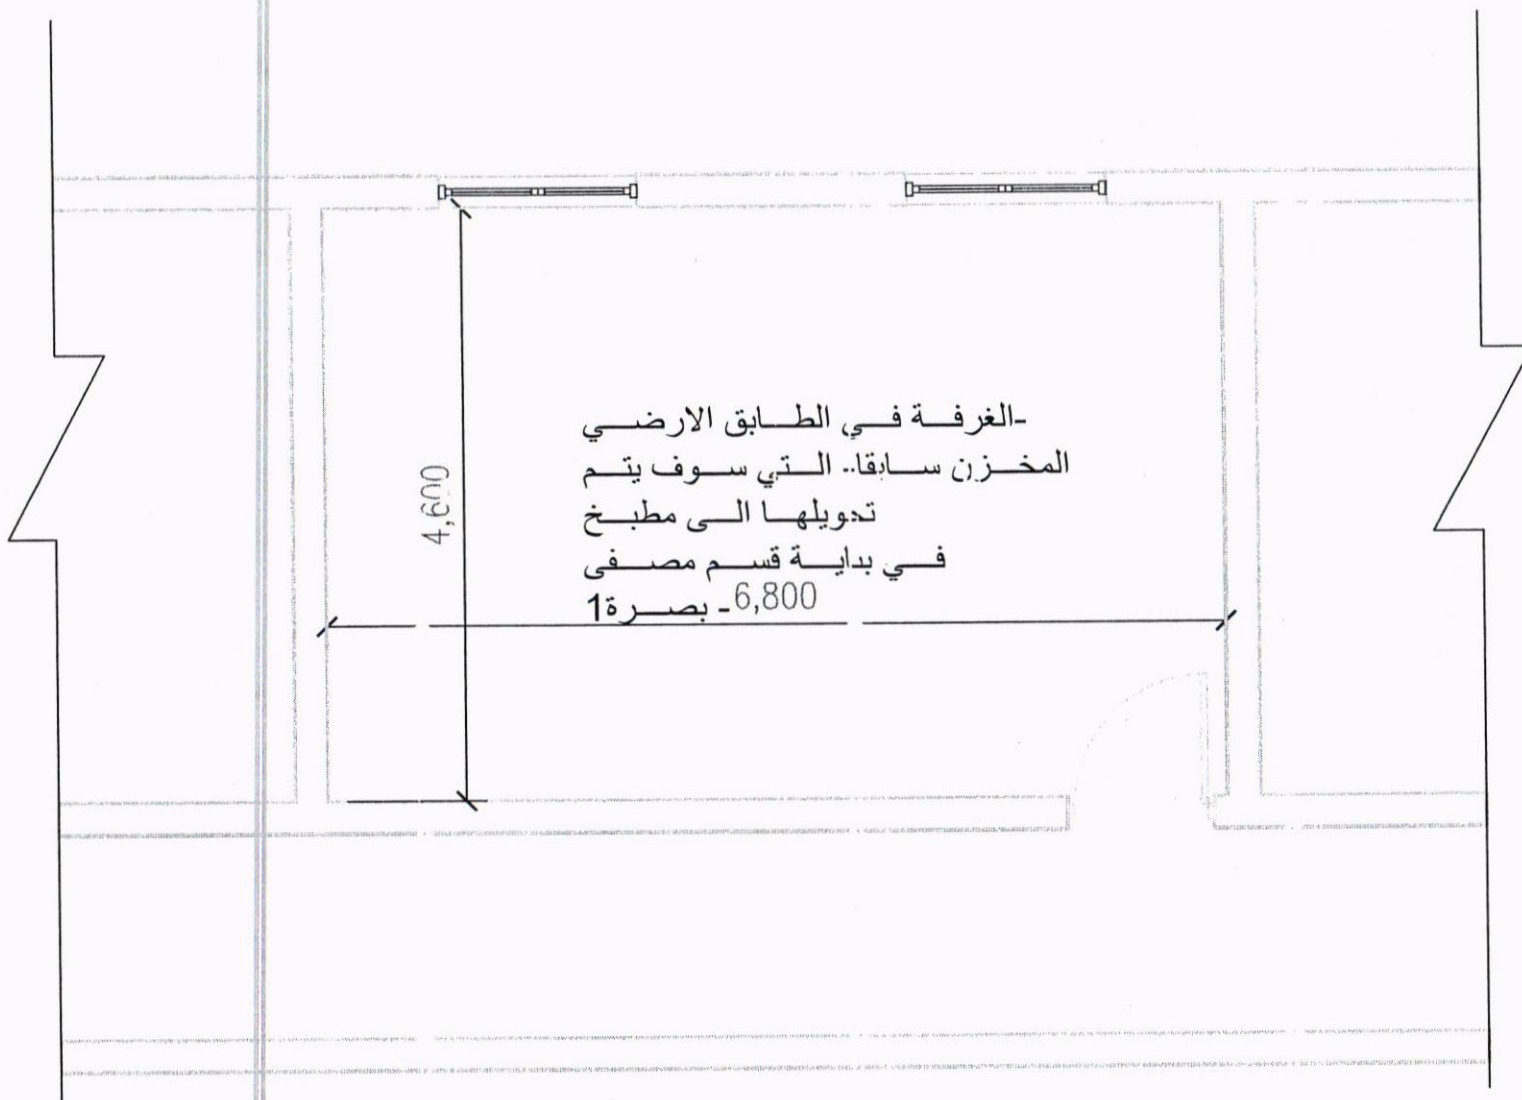 -الغرفة في الطابق الارضي
المخزن سابقا.. التي سوف يتم
تحويلها الى مطبخ
في بداية قسم مصفى
بصرة1 -
6,800
4,600